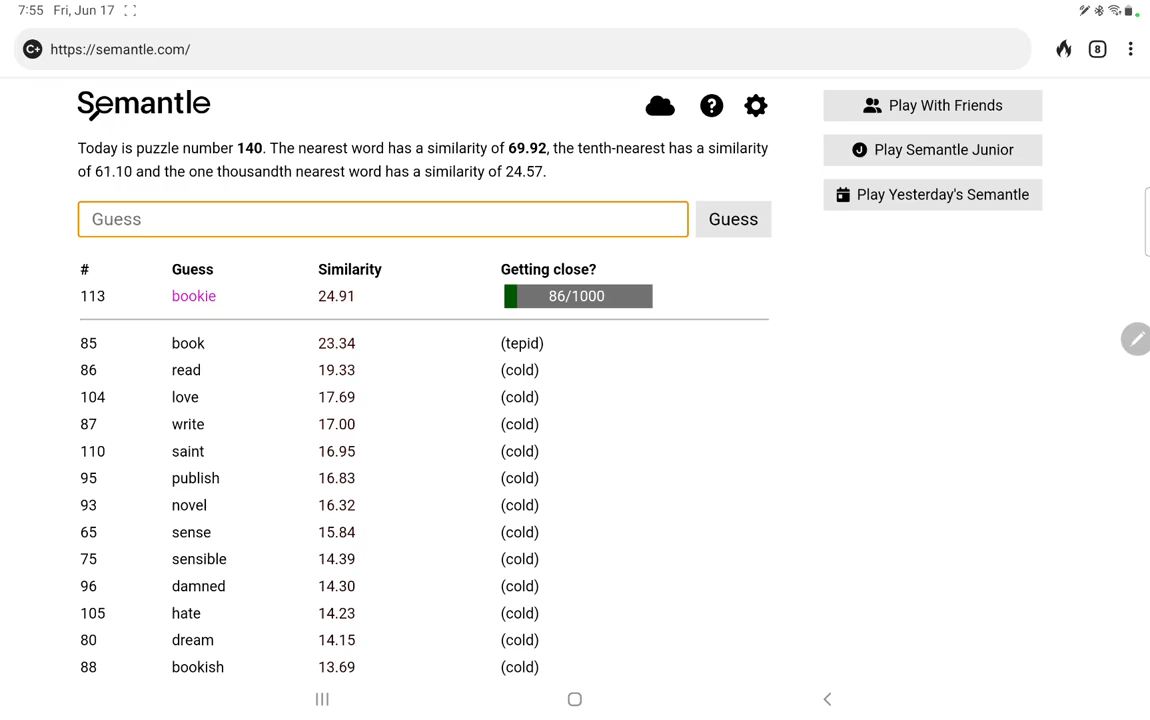 7:55 Fri, Jun 17
C+ https://semantle.com/ 8
Semantle
Play With Friends
Today is puzzle number 140. The nearest word has a similarity of 69.92, the tenth-nearest has a similarity
of 61.10 and the one thousandth nearest word has a similarity of 24.57.
J Play Semantle Junior
Play Yesterday's Semantle
Guess Guess
# Guess Similarity Getting close?
113 bookie 24.91 86/1000
85 book 23.34 (tepid)
86 read 19.33 (cold)
104 love 17.69 (cold)
87 write 17.00 (cold)
110 saint 16.95 (cold)
95 publish 16.83 (cold)
93 novel 16.32 (cold)
65 sense 15.84 (cold)
75 sensible 14.39 (cold)
96 damned 14.30 (cold)
105 hate 14.23 (cold)
80 dream 14.15 (cold)
88 bookish 13.69 (cold)